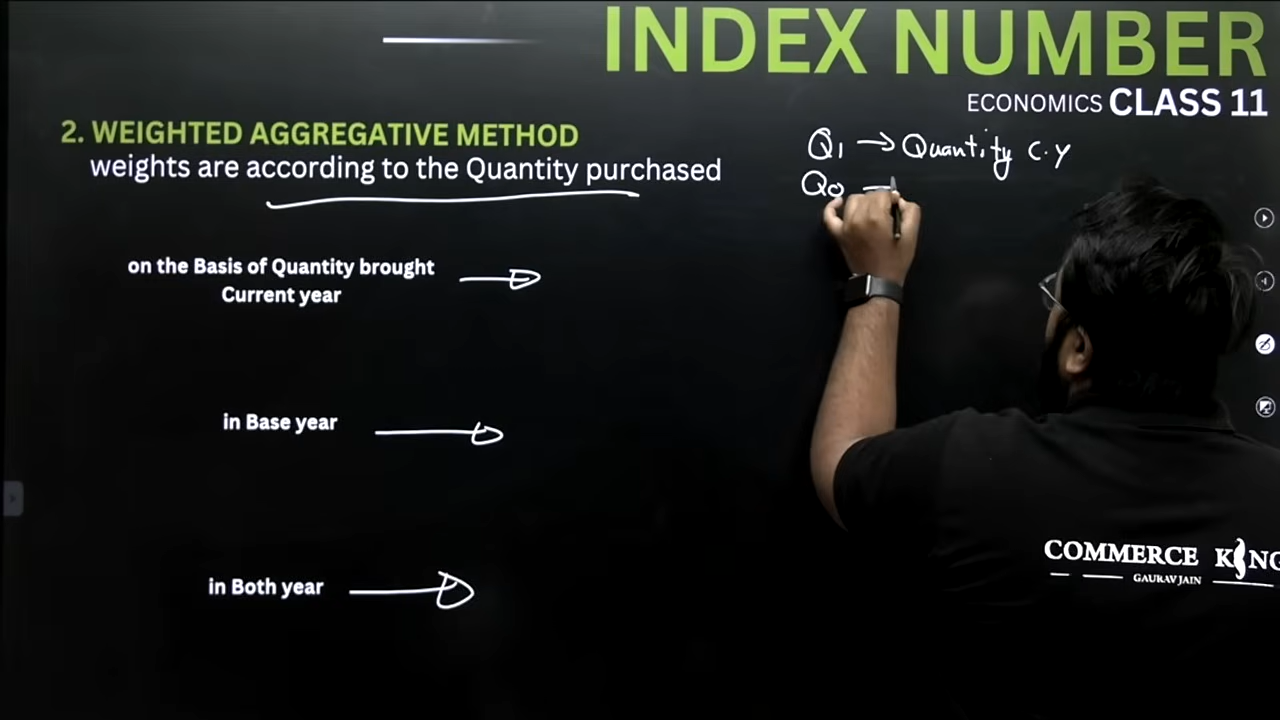 INDEX NUMBER
ECONOMICS CLASS 11
2. WEIGHTED AGGREGATIVE METHOD
weights are according to the Quantity purchased
Q1 → Quantity C.Y
Q0
on the Basis of Quantity brought
Current year
in Base year
in Both year
COMMERCE KING
GAURAV JAIN